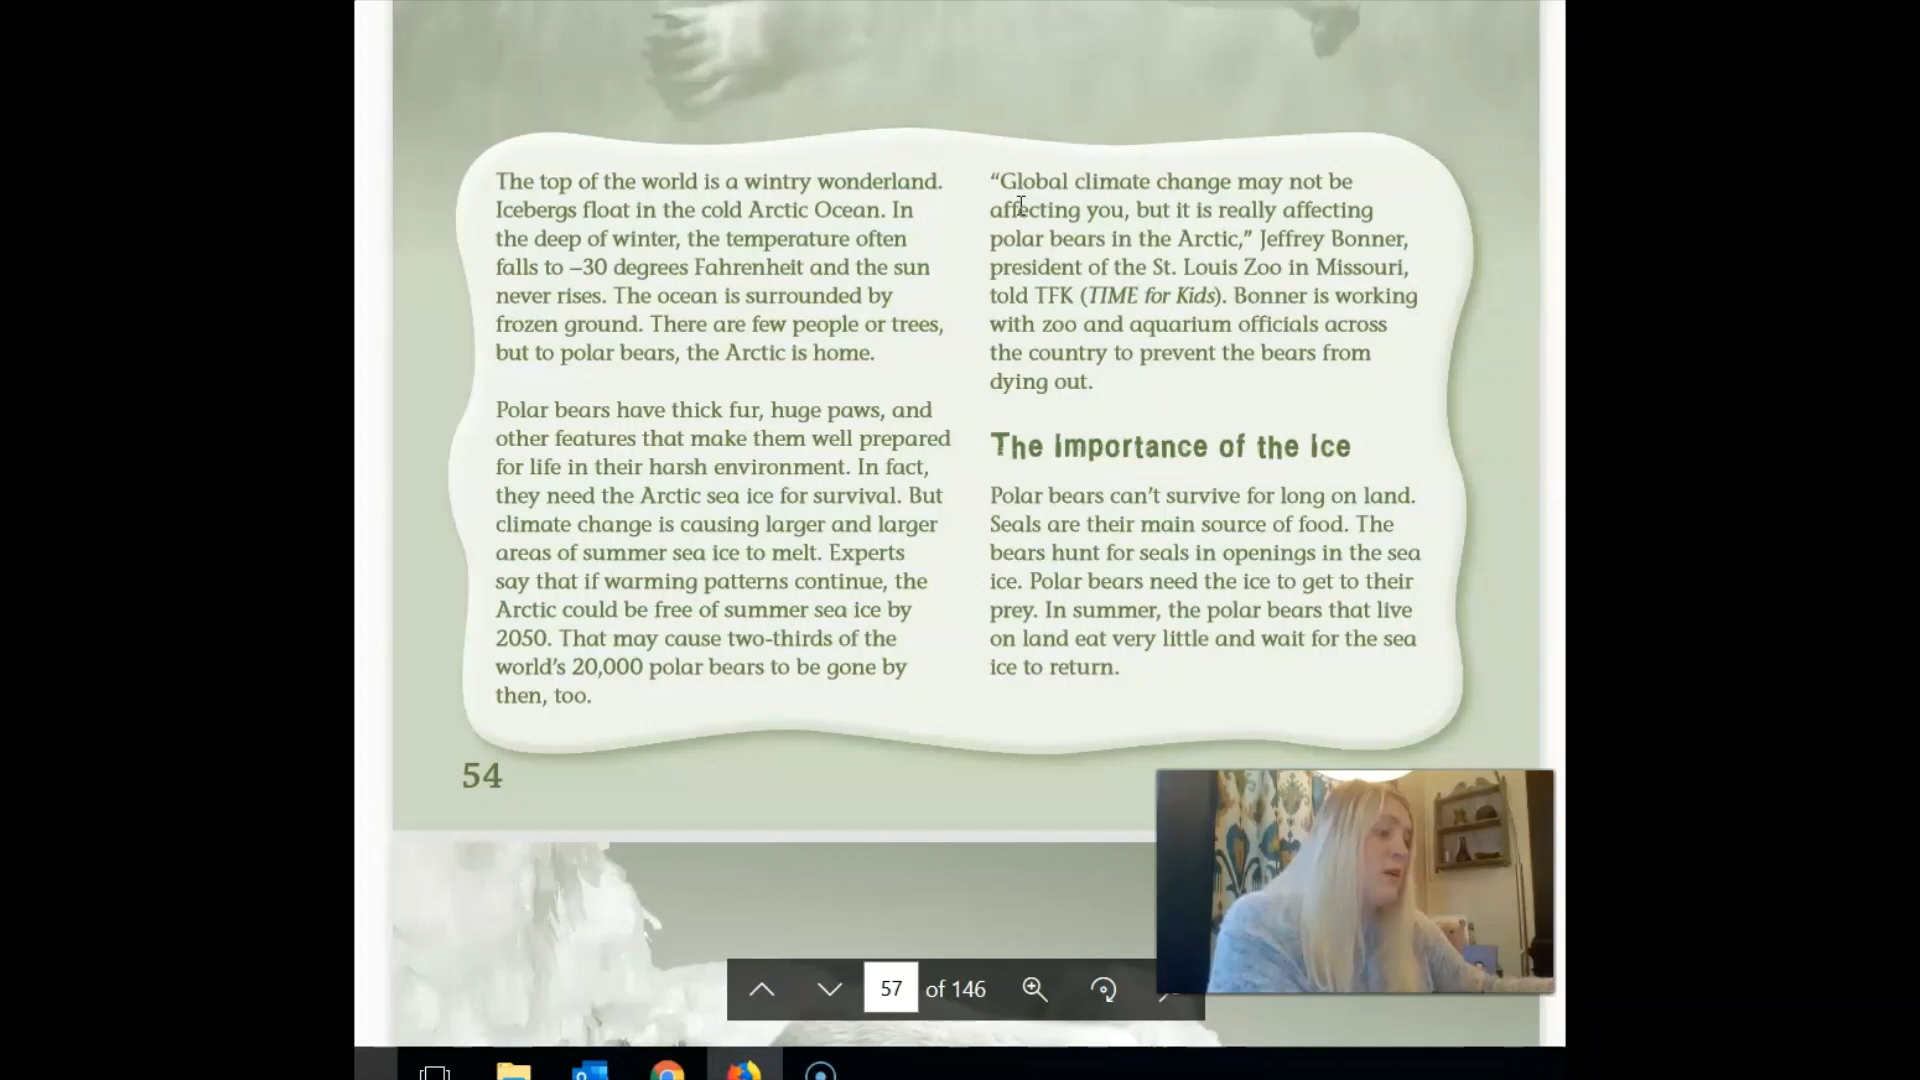 The top of the world is a wintry wonderland.
Icebergs float in the cold Arctic Ocean. In
the deep of winter, the temperature often
falls to –30 degrees Fahrenheit and the sun
never rises. The ocean is surrounded by
frozen ground. There are few people or trees,
but to polar bears, the Arctic is home.
Polar bears have thick fur, huge paws, and
other features that make them well prepared
for life in their harsh environment. In fact,
they need the Arctic sea ice for survival. But
climate change is causing larger and larger
areas of summer sea ice to melt. Experts
say that if warming patterns continue, the
Arctic could be free of summer sea ice by
2050. That may cause two-thirds of the
world’s 20,000 polar bears to be gone by
then, too.
“Global climate change may not be
affecting you, but it is really affecting
polar bears in the Arctic,” Jeffrey Bonner,
president of the St. Louis Zoo in Missouri,
told TFK (TIME for Kids). Bonner is working
with zoo and aquarium officials across
the country to prevent the bears from
dying out.
The Importance of the Ice
Polar bears can’t survive for long on land.
Seals are their main source of food. The
bears hunt for seals in openings in the sea
ice. Polar bears need the ice to get to their
prey. In summer, the polar bears that live
on land eat very little and wait for the sea
ice to return.
54
57 of 146